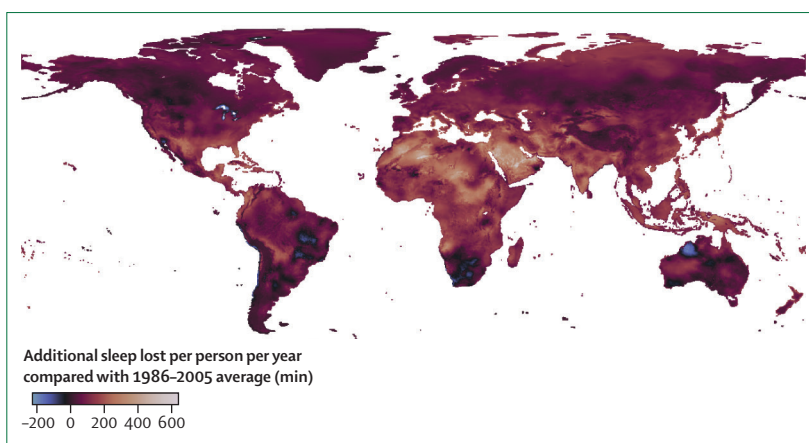 Additional sleep lost per person per year
compared with 1986–2005 average (min)
–200 0 200 400 600